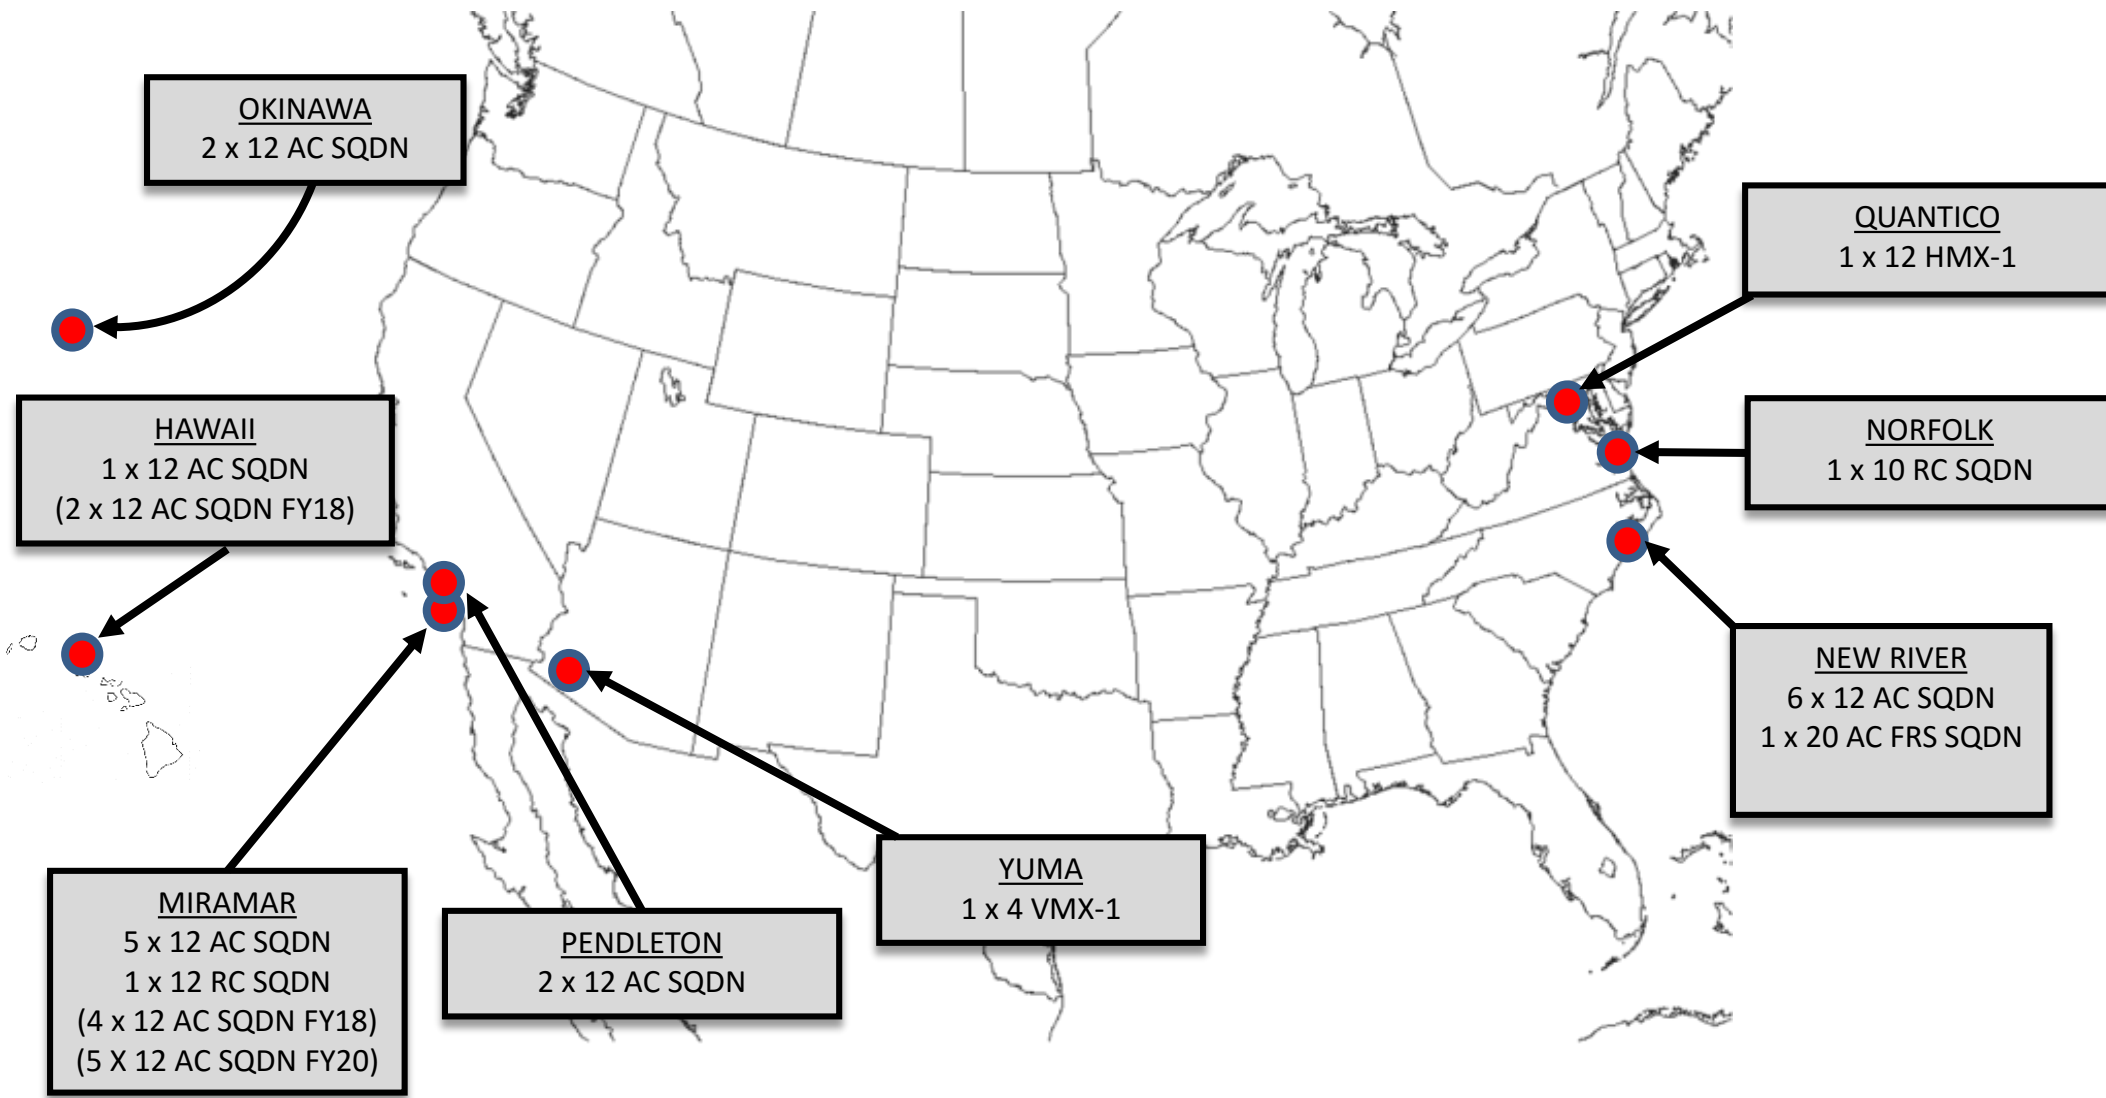 OKINAWA
2 x 12 AC SQDN
QUANTICO
1 x 12 HMX-1
HAWAII
1 x 12 AC SQDN
(2 x 12 AC SQDN FY18)
NORFOLK
1 x 10 RC SQDN
NEW RIVER
6 x 12 AC SQDN
1 x 20 AC FRS SQDN
MIRAMAR
5 x 12 AC SQDN
1 x 12 RC SQDN
(4 x 12 AC SQDN FY18)
(5 X 12 AC SQDN FY20)
PENDLETON
2 x 12 AC SQDN
YUMA
1 x 4 VMX-1